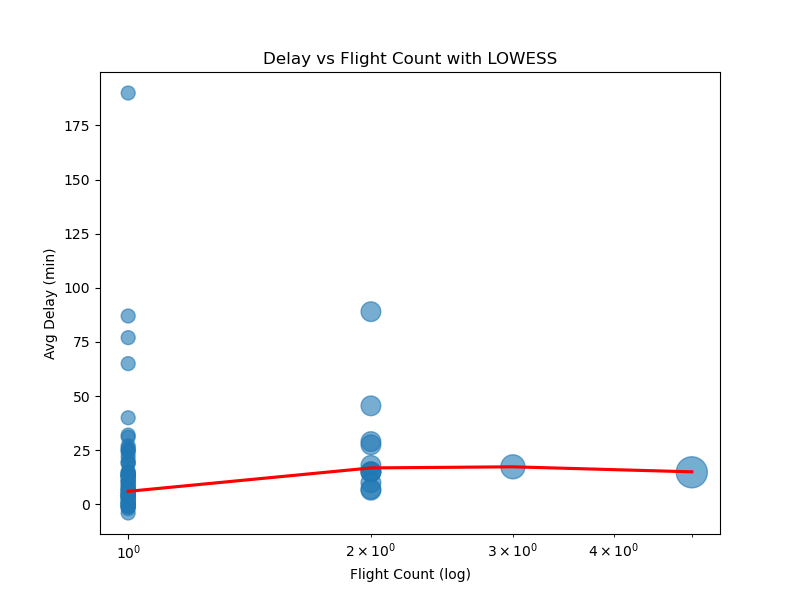 Delay vs Flight Count with LOWESS
175
150
125
100
75
50
25
0
Avg Delay (min)
10⁰
2 × 10⁰
3 × 10⁰
4 × 10⁰
Flight Count (log)